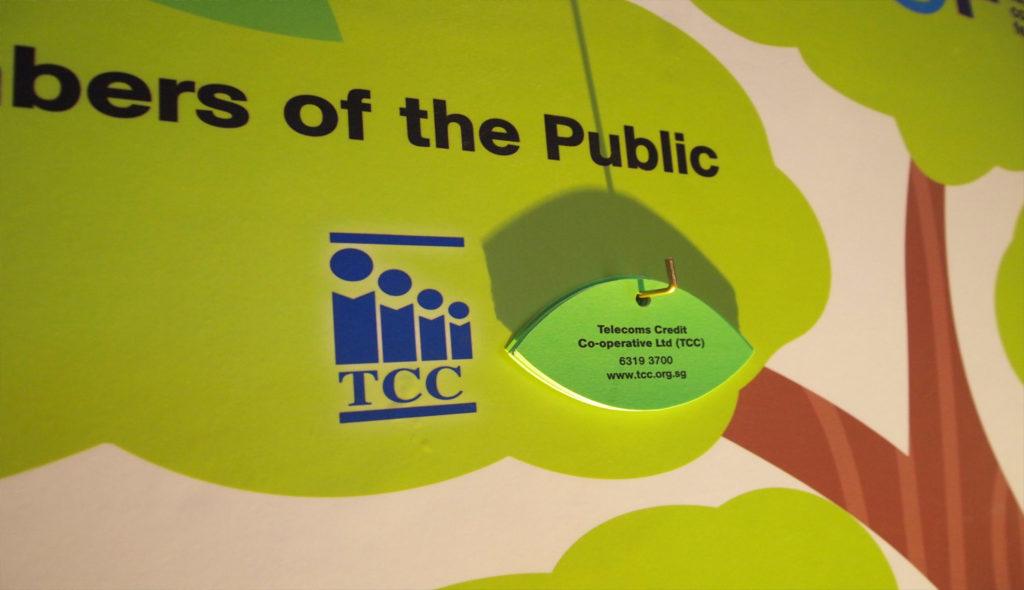 bers of the Public
TCC
Telecoms Credit
Co-operative Ltd (TCC)
6319 3700
www.tcc.org.sg